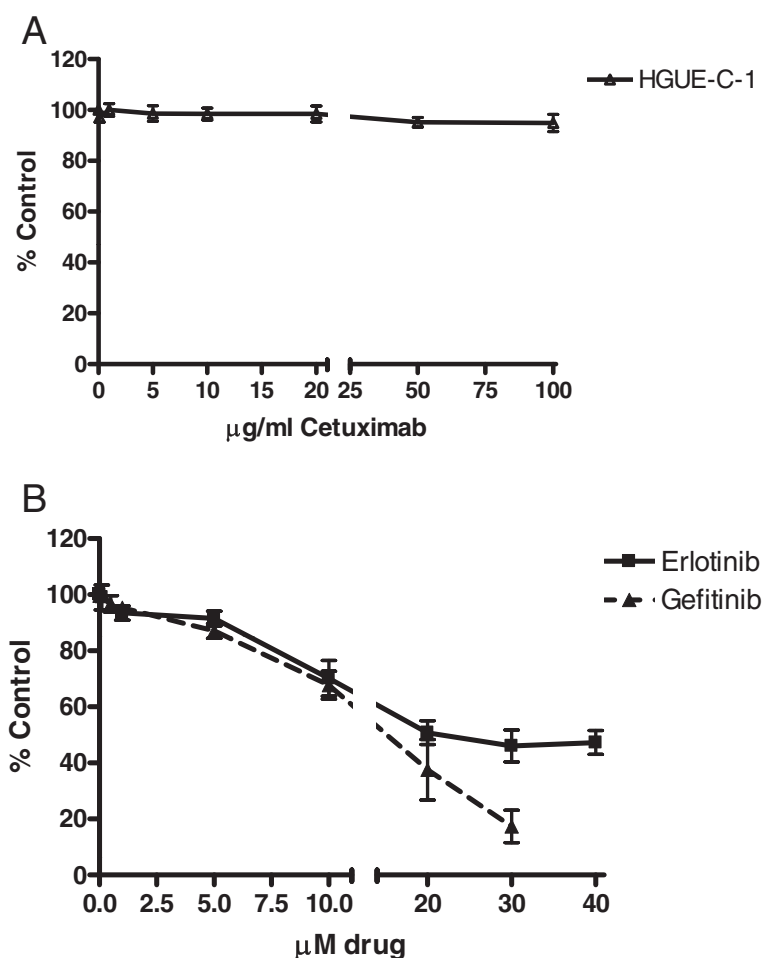 A
120
100
80
60
40
20
0
% Control
0 5 10 15 20 25 50 75 100
μg/ml Cetuximab
HGUE-C-1
B
120
100
80
60
40
20
0
% Control
0.0 2.5 5.0 7.5 10.0 20 30 40
μM drug
Erlotinib
Gefitinib